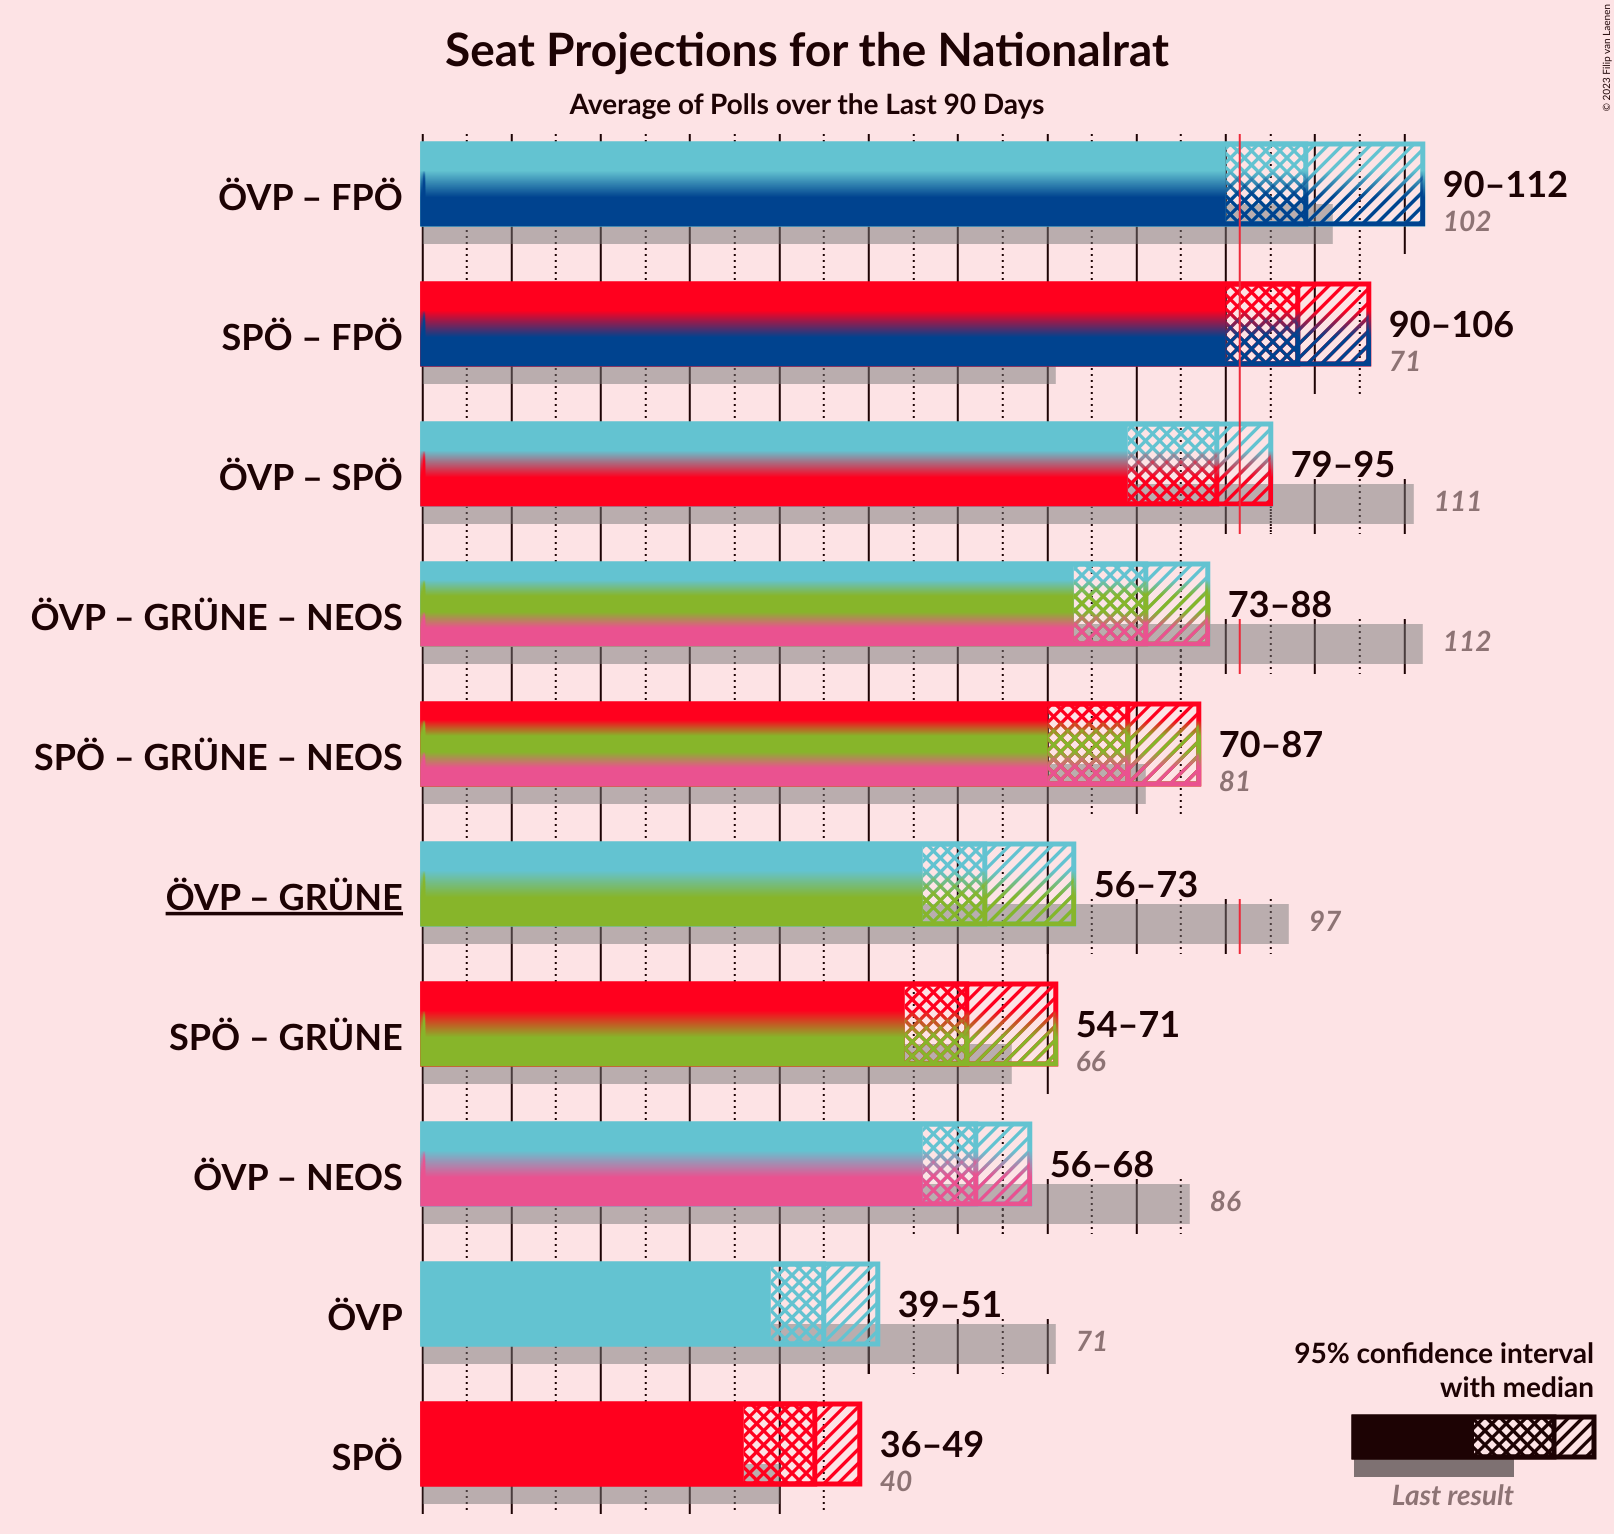 Seat Projections for the Nationalrat
Average of Polls over the Last 90 Days
© 2023 Filip van Laenen
ÖVP – FPÖ
90–112
102
SPÖ – FPÖ
90–106
71
ÖVP – SPÖ
79–95
111
ÖVP – GRÜNE – NEOS
73–88
112
SPÖ – GRÜNE – NEOS
70–87
81
ÖVP – GRÜNE
56–73
97
SPÖ – GRÜNE
54–71
66
ÖVP – NEOS
56–68
86
ÖVP
39–51
71
SPÖ
36–49
40
95% confidence interval
with median
Last result